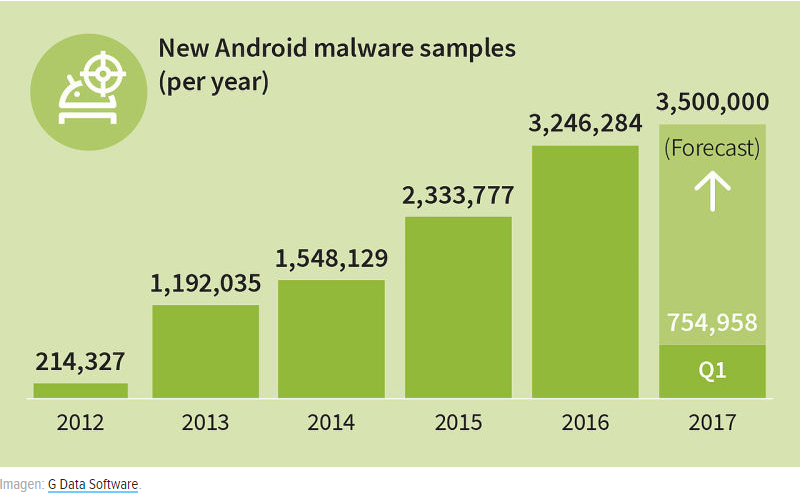 New Android malware samples
(per year)
3,500,000
3,246,284
(Forecast)
2,333,777
1,548,129
1,192,035
754,958
214,327
Q1
2012 2013 2014 2015 2016 2017
Imagen: G Data Software.